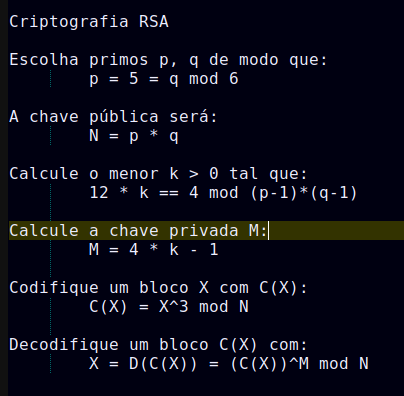 Criptografia RSA
Escolha primos p, q de modo que:
p = 5 = q mod 6
A chave pública será:
N = p * q
Calcule o menor k > 0 tal que:
12 * k == 4 mod (p-1)*(q-1)
Calcule a chave privada M:
M = 4 * k - 1
Codifique um bloco X com C(X):
C(X) = X^3 mod N
Decodifique um bloco C(X) com:
X = D(C(X)) = (C(X))^M mod N